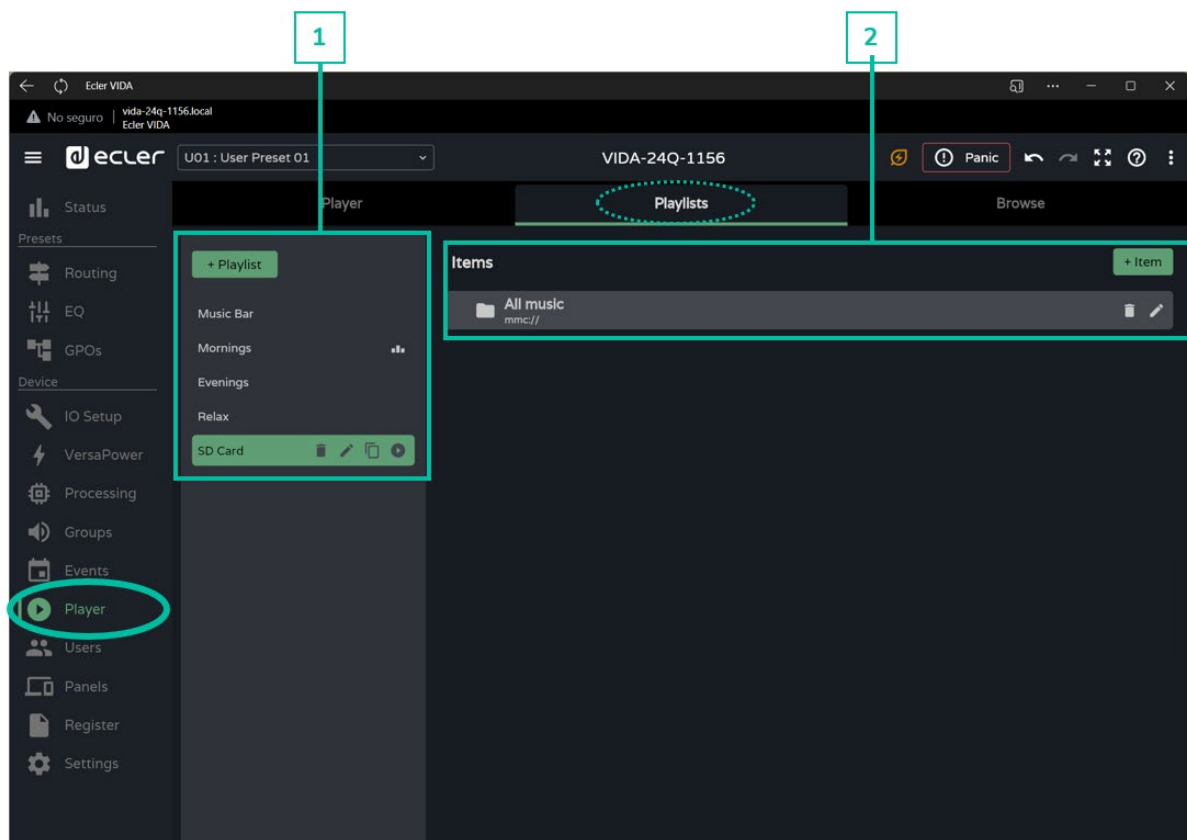 1
2
Ecler VIDA
No seguro
vida-24q-1156.local
Ecler VIDA
ecler
U01 : User Preset 01
VIDA-24Q-1156
Panic
Status
Presets
Routing
EQ
GPOs
Device
IO Setup
VersaPower
Processing
Groups
Events
Player
Users
Panels
Register
Settings
Player
Playlists
Browse
+ Playlist
Music Bar
Mornings
Evenings
Relax
SD Card
Items
+ Item
All music
mmc://